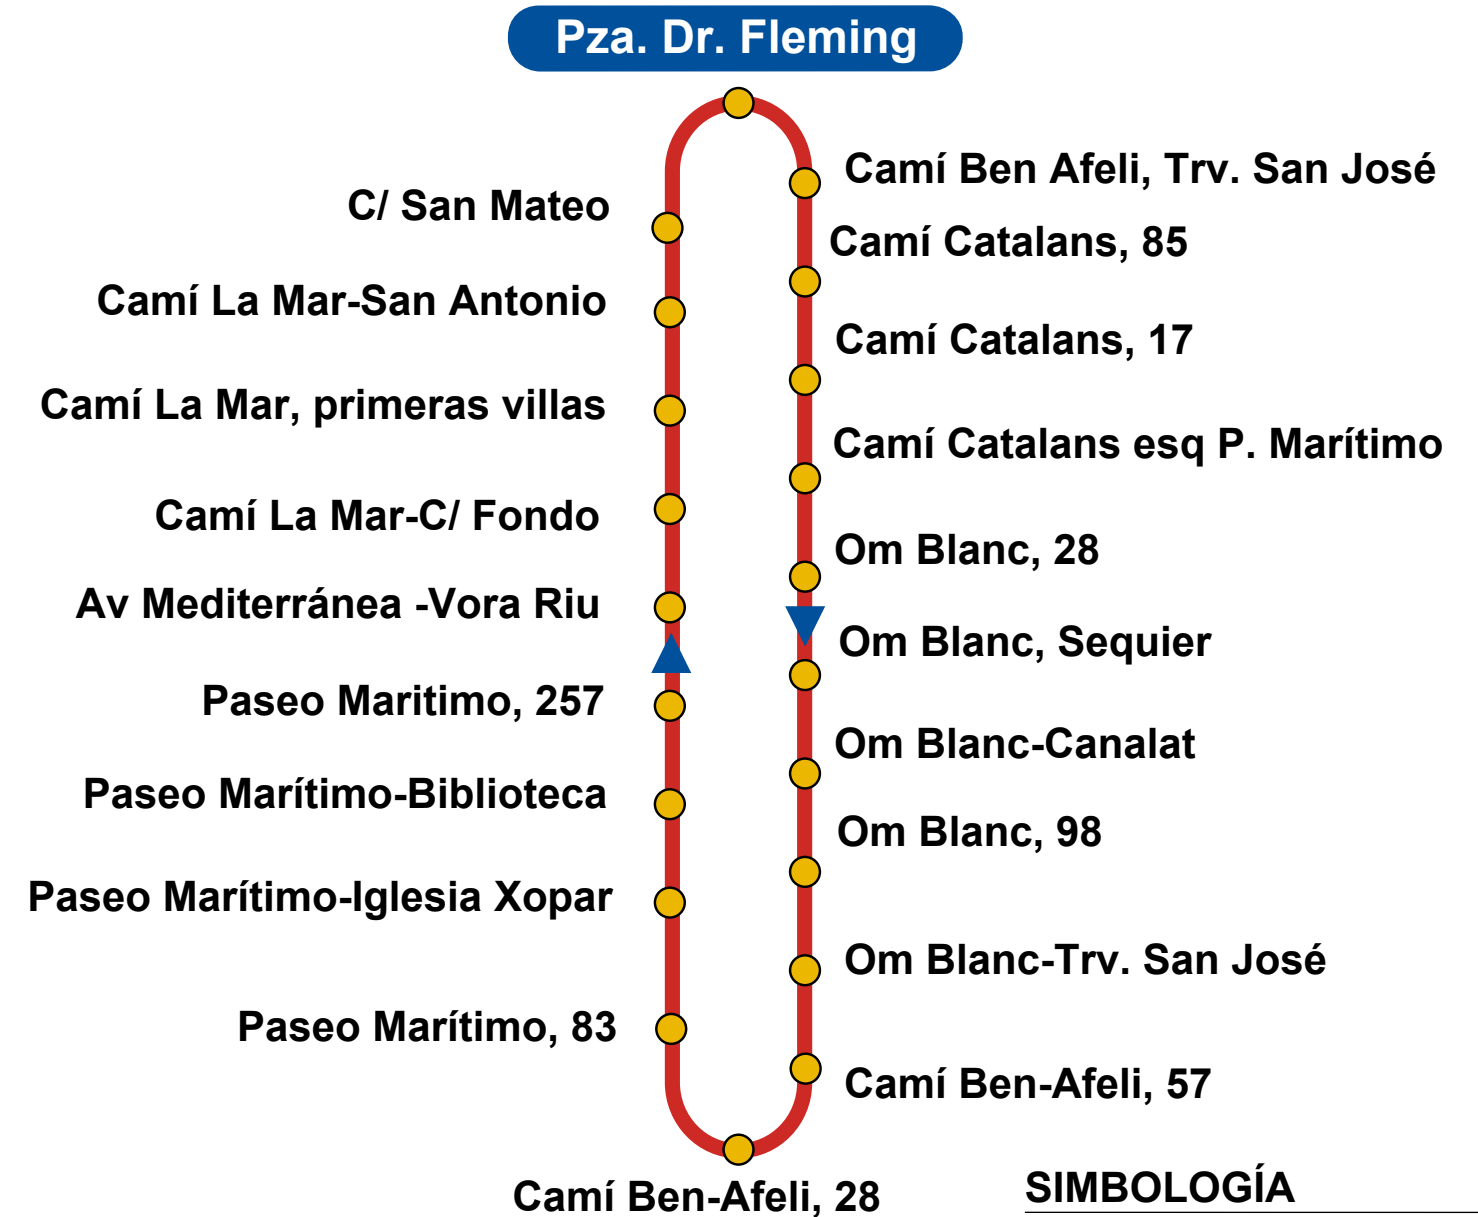 Pza. Dr. Fleming
Camí Ben Afeli, Trv. San José
C/ San Mateo
Camí Catalans, 85
Camí La Mar-San Antonio
Camí Catalans, 17
Camí La Mar, primeras villas
Camí Catalans esq P. Marítimo
Camí La Mar-C/ Fondo
Om Blanc, 28
Av Mediterránea -Vora Riu
Om Blanc, Sequier
Paseo Maritimo, 257
Om Blanc-Canalat
Paseo Marítimo-Biblioteca
Om Blanc, 98
Paseo Marítimo-Iglesia Xopar
Om Blanc-Trv. San José
Paseo Marítimo, 83
Camí Ben-Afeli, 57
Camí Ben-Afeli, 28
SIMBOLOGÍA